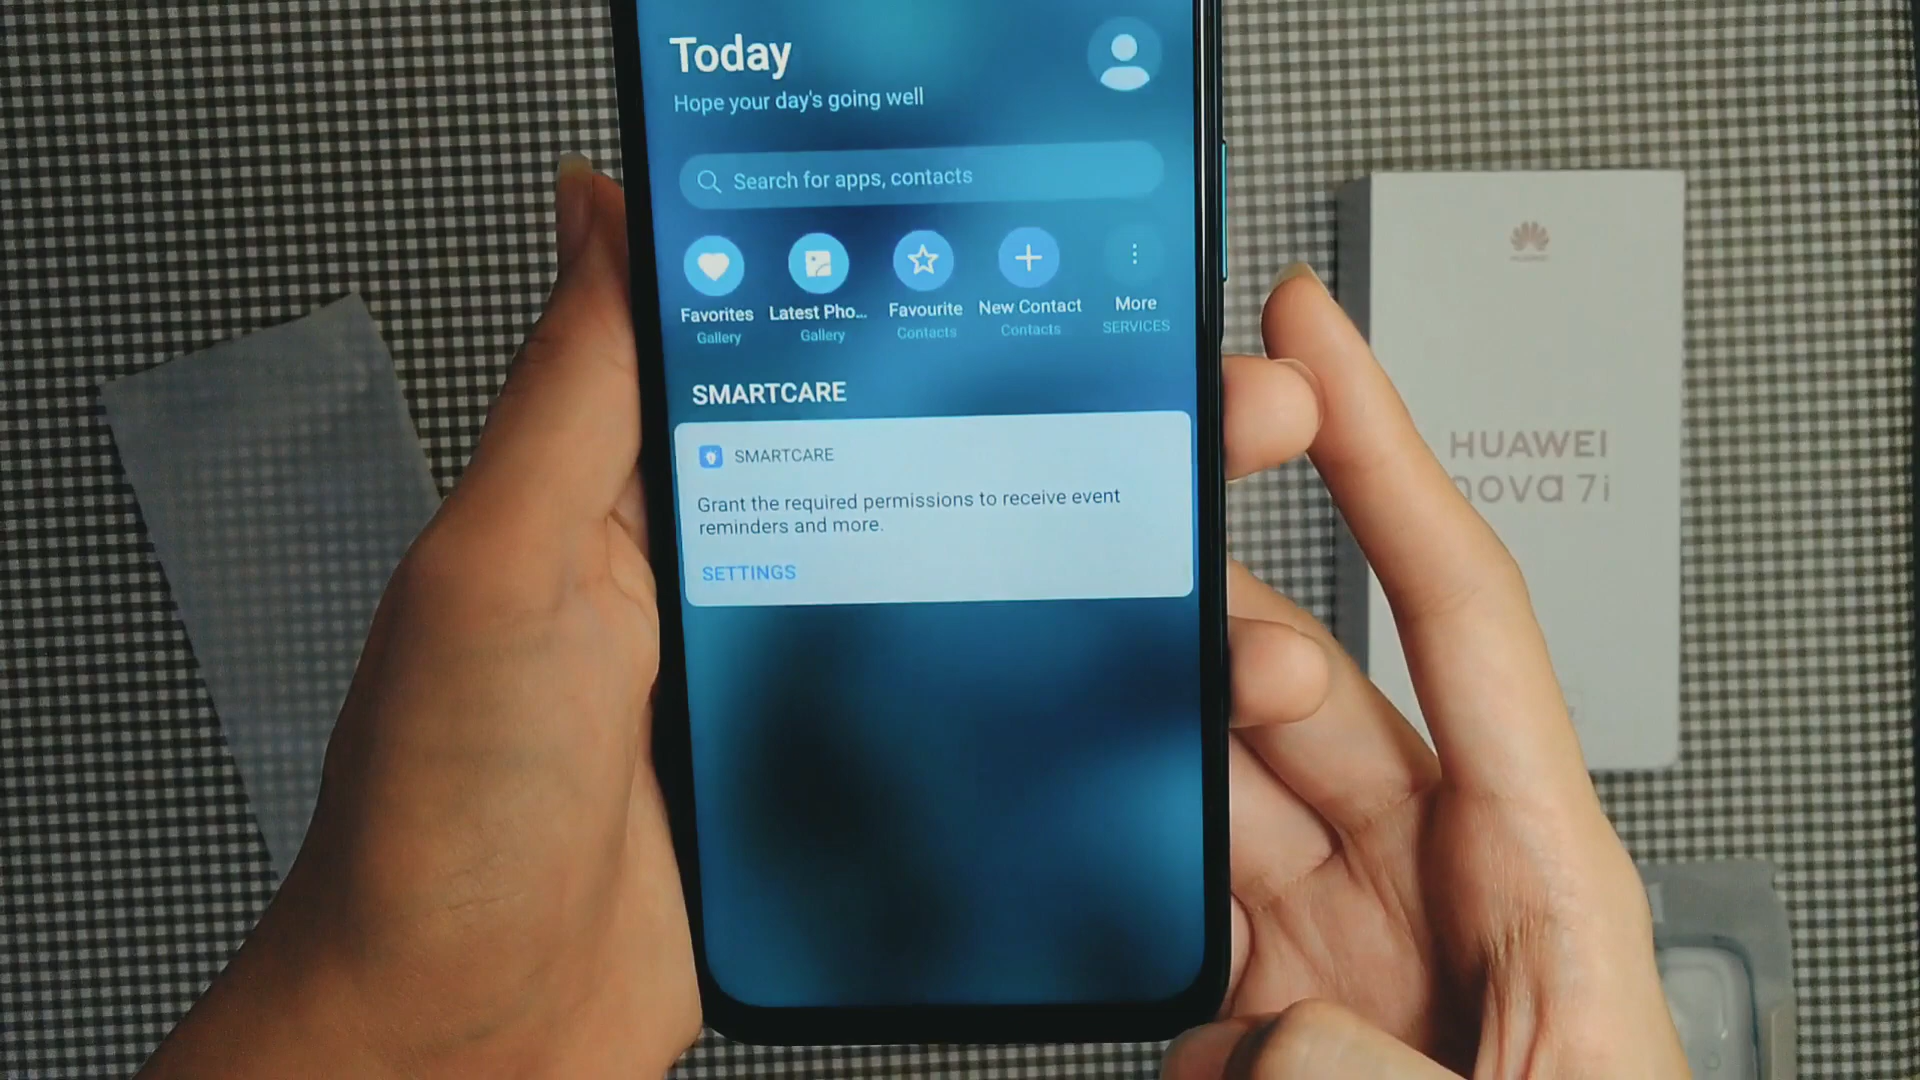 Today
Hope your day's going well
Search for apps, contacts
Favorites
Gallery
Latest Pho...
Gallery
Favourite
Contacts
New Contact
Contacts
More
SERVICES
SMARTCARE
SMARTCARE
Grant the required permissions to receive event
reminders and more.
SETTINGS
HUAWEI
nova 7i